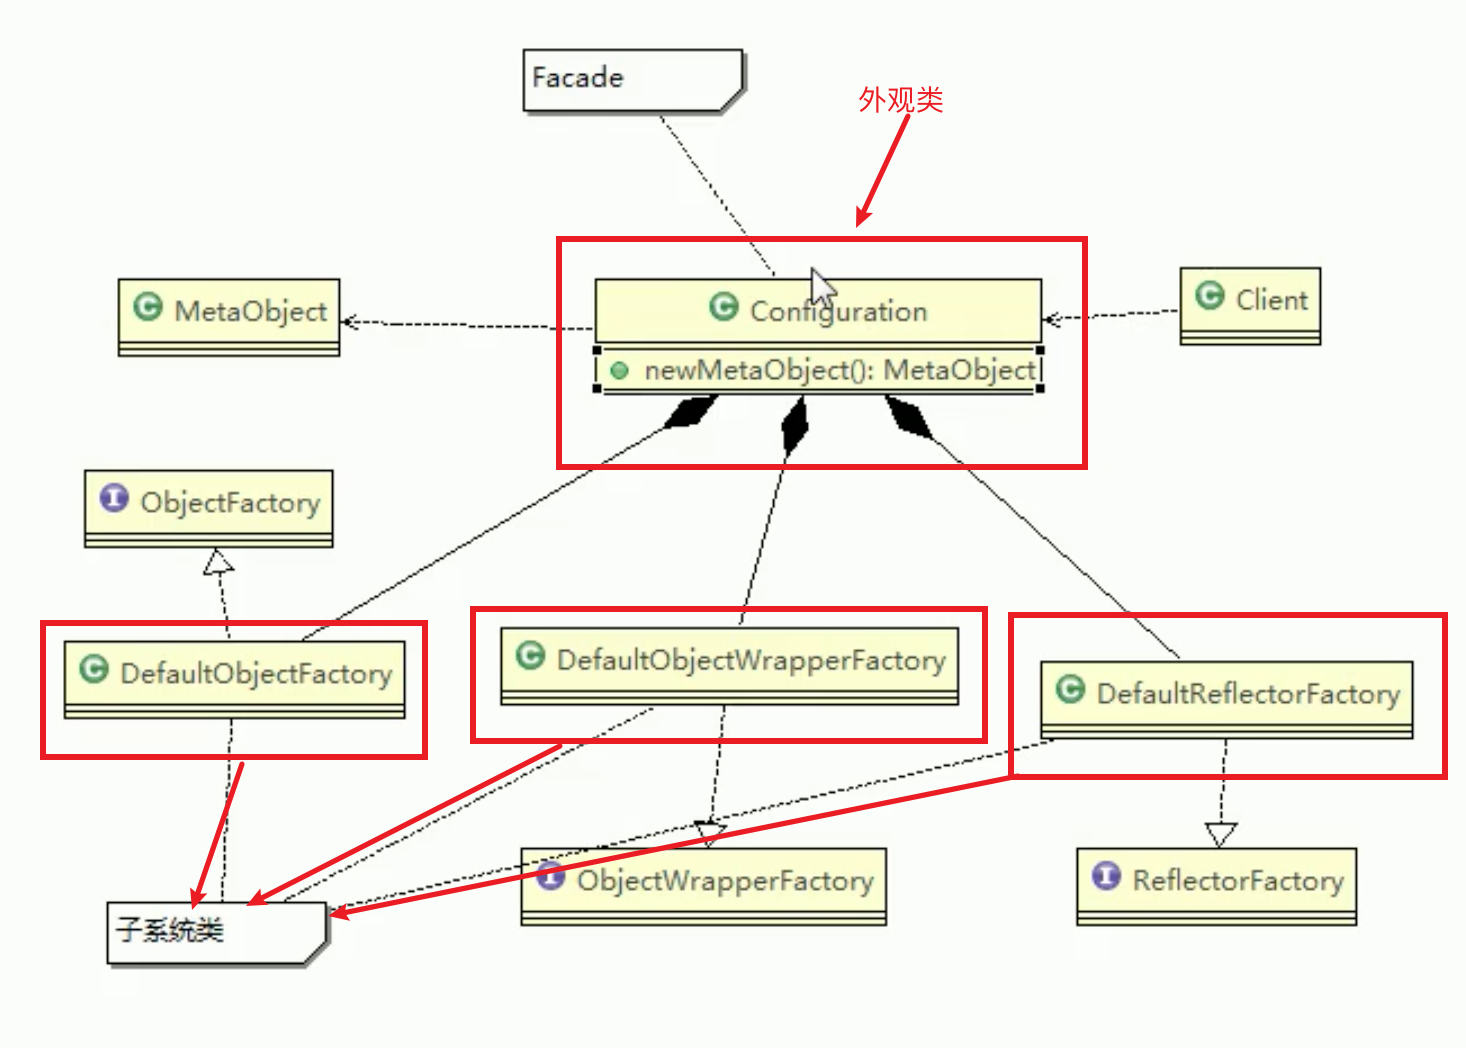 Facade
外观类
MetaObject
Configuration
Client
newMetaObject(): MetaObject
ObjectFactory
DefaultObjectFactory
DefaultObjectWrapperFactory
DefaultReflectorFactory
ObjectWrapperFactory
ReflectorFactory
子系统类